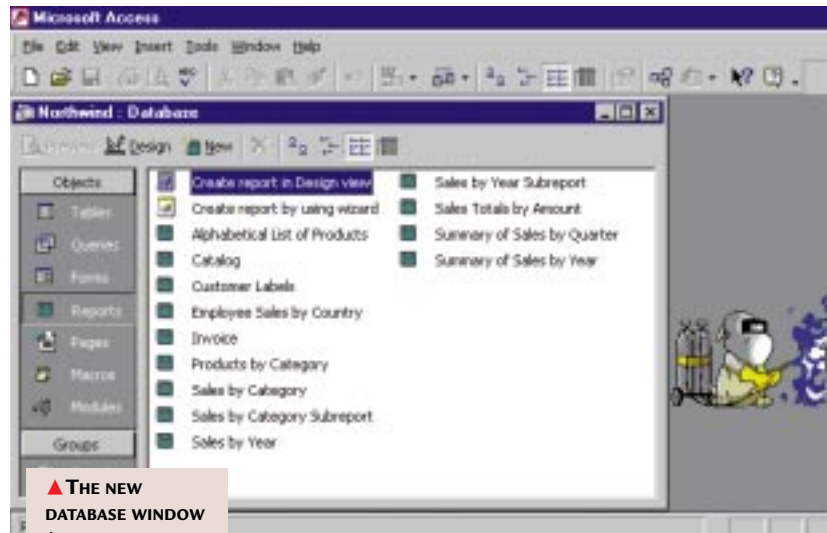 Microsoft Access
File Edit View Insert Tools Window Help
Northwind : Database
Preview Design New
Objects
Tables
Queries
Forms
Reports
Pages
Macros
Modules
Groups
Create report in Design view
Create report by using wizard
Alphabetical List of Products
Catalog
Customer Labels
Employee Sales by Country
Invoice
Products by Category
Sales by Category
Sales by Category Subreport
Sales by Year
Sales by Year Subreport
Sales Totals by Amount
Summary of Sales by Quarter
Summary of Sales by Year
▲THE NEW
DATABASE WINDOW